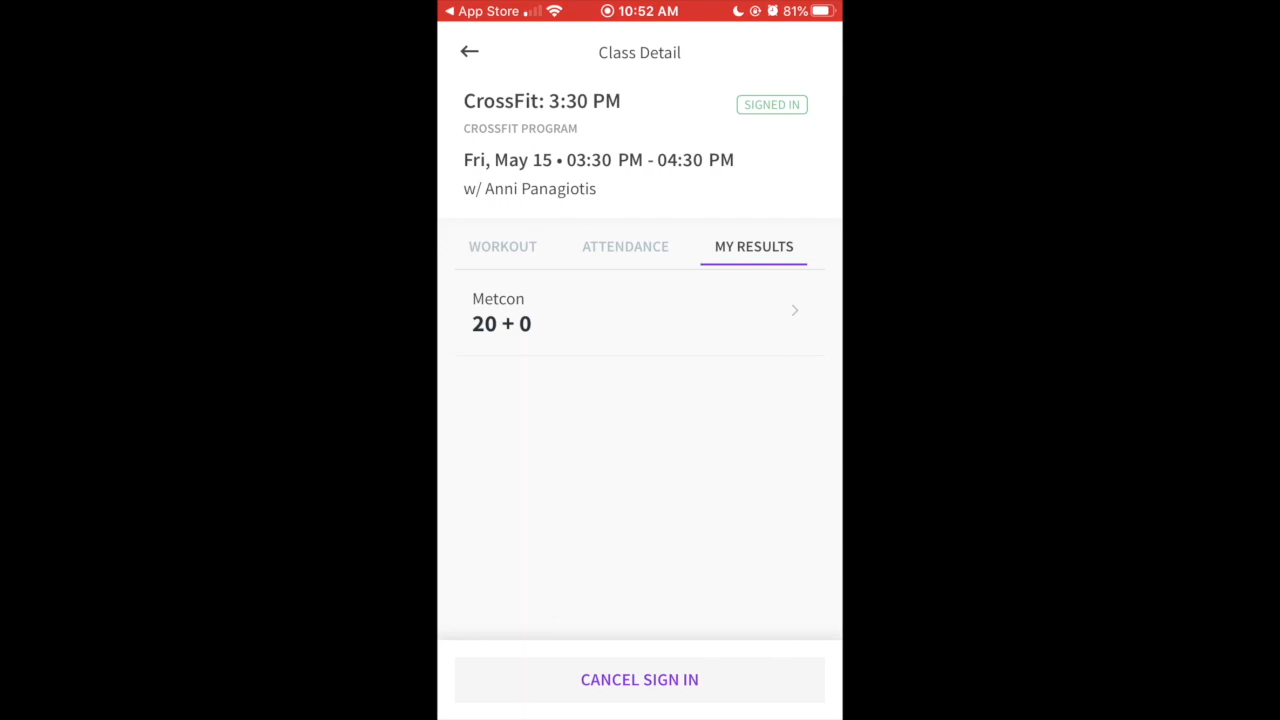 ◀ App Store 10:52 AM 81%
Class Detail
CrossFit: 3:30 PM
SIGNED IN
CROSSFIT PROGRAM
Fri, May 15 • 03:30 PM - 04:30 PM
w/ Anni Panagiotis
WORKOUT ATTENDANCE MY RESULTS
Metcon
20 + 0
CANCEL SIGN IN